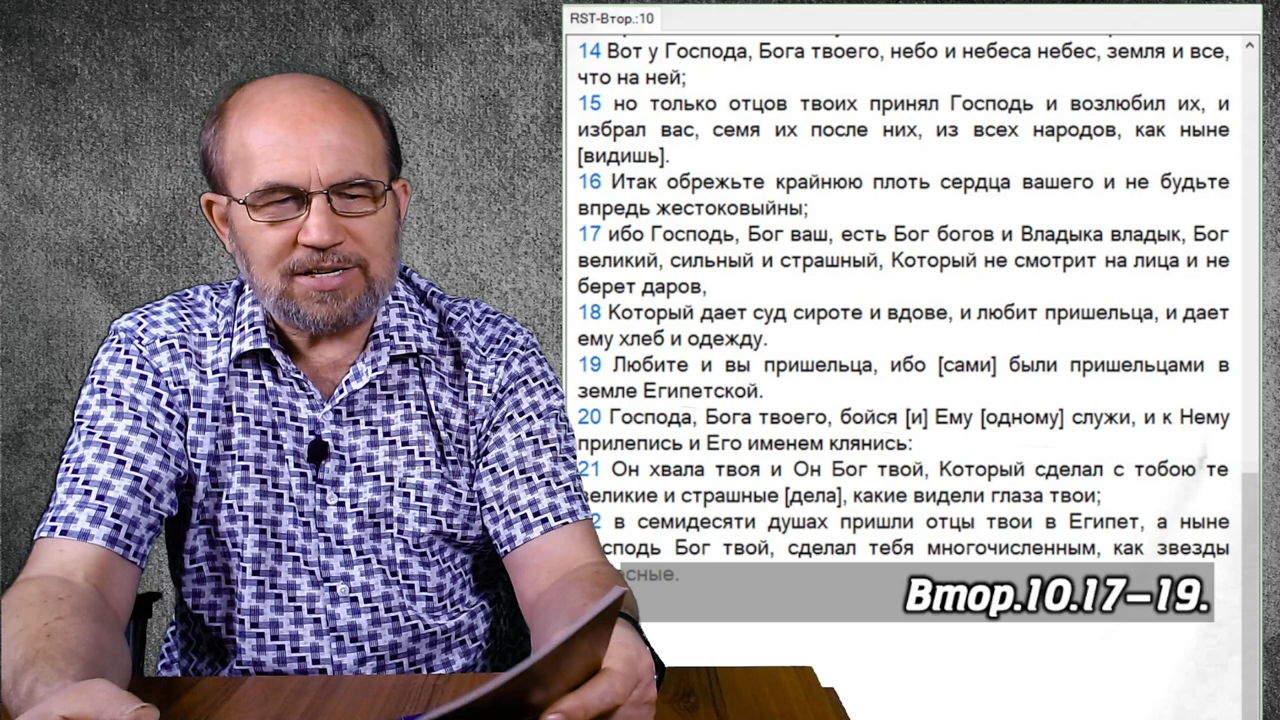 RST-Втор.:10
14 Вот у Господа, Бога твоего, небо и небеса небес, земля и все,
что на ней;
15 но только отцов твоих принял Господь и возлюбил их, и
избрал вас, семя их после них, из всех народов, как ныне
[видишь].
16 Итак обрежьте крайнюю плоть сердца вашего и не будьте
впредь жестоковыйны;
17 ибо Господь, Бог ваш, есть Бог богов и Владыка владык, Бог
великий, сильный и страшный, Который не смотрит на лица и не
берет даров,
18 Который дает суд сироте и вдове, и любит пришельца, и дает
ему хлеб и одежду.
19 Любите и вы пришельца, ибо [сами] были пришельцами в
земле Египетской.
20 Господа, Бога твоего, бойся [и] Ему [одному] служи, и к Нему
прилепись и Его именем клянись:
21 Он хвала твоя и Он Бог твой, Который сделал с тобою те
великие и страшные [дела], какие видели глаза твои;
2 в семидесяти душах пришли отцы твои в Египет, а ныне
сподь Бог твой, сделал тебя многочисленным, как звезды
есные.
Втор.10.17–19.